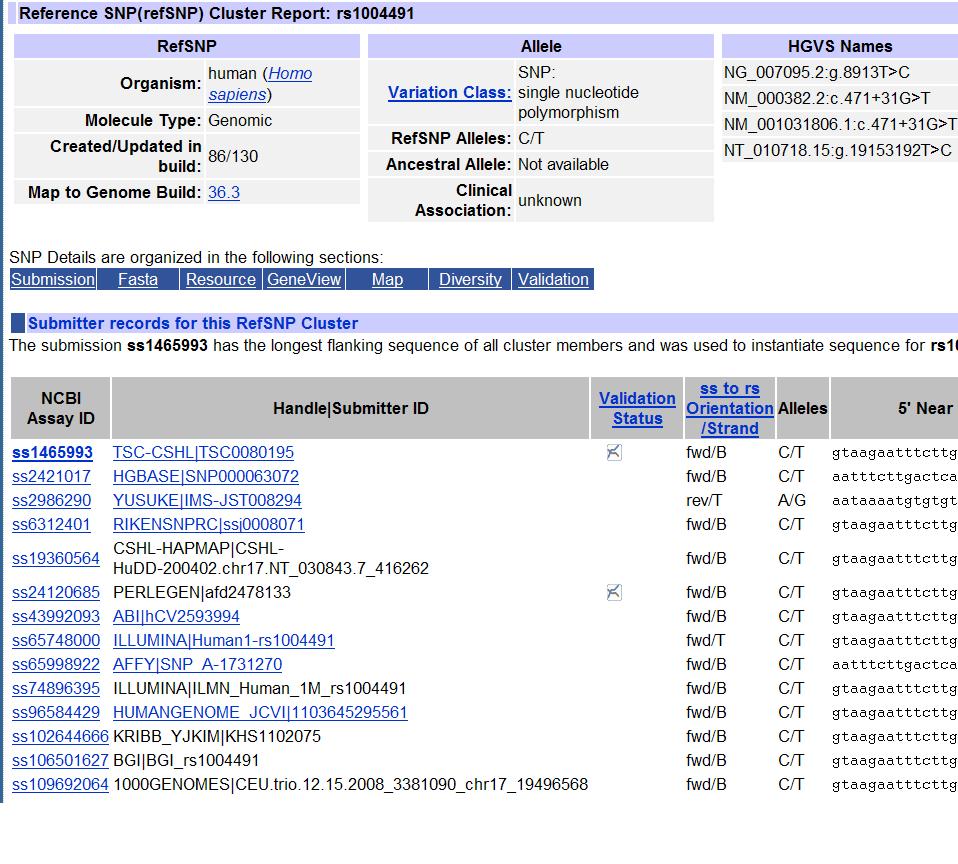 Reference SNP(refSNP) Cluster Report: rs1004491
RefSNP
Organism: human (Homo
sapiens)
Molecule Type: Genomic
Created/Updated in
build: 86/130
Map to Genome Build: 36.3
Allele
Variation Class: SNP:
single nucleotide
polymorphism
RefSNP Alleles: C/T
Ancestral Allele: Not available
Clinical
Association: unknown
HGVS Names
NG_007095.2:g.8913T>C
NM_000382.2:c.471+31G>T
NM_001031806.1:c.471+31G>T
NT_010718.15:g.19153192T>C
SNP Details are organized in the following sections:
Submission Fasta Resource GeneView Map Diversity Validation
Submitter records for this RefSNP Cluster
The submission ss1465993 has the longest flanking sequence of all cluster members and was used to instantiate sequence for rs10
NCBI
Assay ID
Handle|Submitter ID
Validation
Status
ss to rs
Orientation
/Strand
Alleles
5' Near
ss1465993 TSC-CSHL|TSC0080195 fwd/B C/T gtaagaatttcttg
ss2421017 HGBASE|SNP000063072 fwd/B C/T aatttcttgactca
ss2986290 YUSUKE|IMS-JST008294 rev/T A/G aataaaatgtgtgt
ss6312401 RIKENSNPRC|ssj0008071 fwd/B C/T gtaagaatttcttg
ss19360564 CSHL-HAPMAP|CSHL-
HuDD-200402.chr17.NT_030843.7_416262 fwd/B C/T gtaagaatttcttg
ss24120685 PERLEGEN|afd2478133 fwd/B C/T gtaagaatttcttg
ss43992093 ABI|hCV2593994 fwd/B C/T gtaagaatttcttg
ss65748000 ILLUMINA|Human1-rs1004491 fwd/T C/T gtaagaatttcttg
ss65998922 AFFY|SNP_A-1731270 fwd/B C/T aatttcttgactca
ss74896395 ILLUMINA|ILMN_Human_1M_rs1004491 fwd/B C/T gtaagaatttcttg
ss96584429 HUMANGENOME_JCVI|1103645295561 fwd/B C/T gtaagaatttcttg
ss102644666 KRIBB_YJKIM|KHS1102075 fwd/B C/T gtaagaatttcttg
ss106501627 BGI|BGI_rs1004491 fwd/B C/T gtaagaatttcttg
ss109692064 1000GENOMES|CEU.trio.12.15.2008_3381090_chr17_19496568 fwd/B C/T gtaagaatttcttg